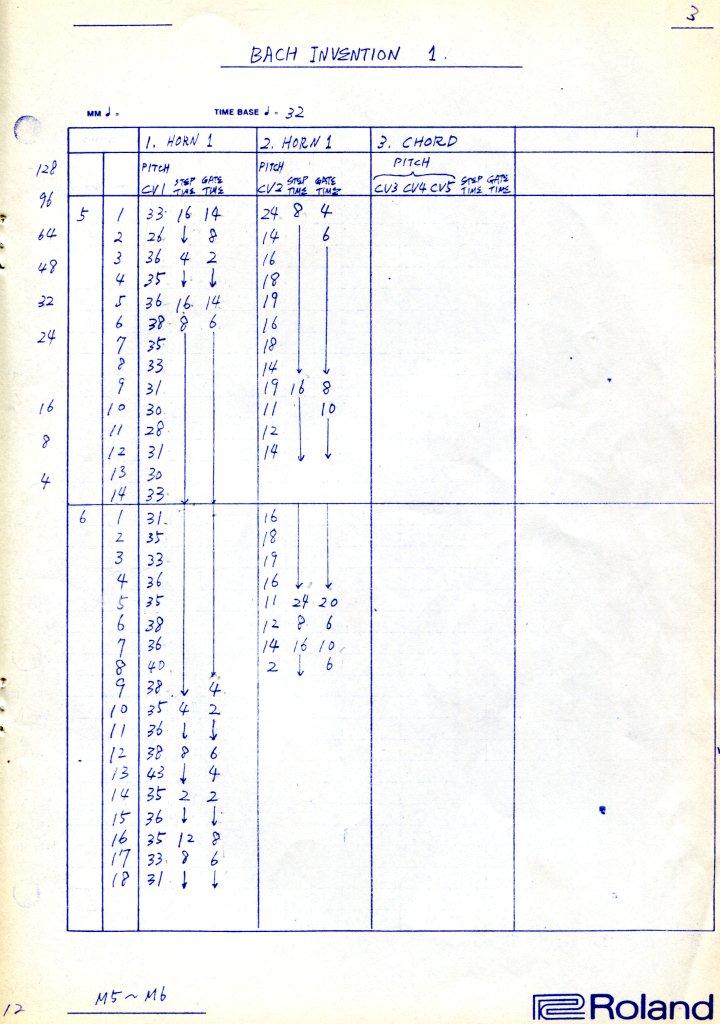 3
BACH INVENTION 1.
MM ♩ = TIME BASE ♩ = 32
1. HORN 1 2. HORN 1 3. CHORD
128 PITCH PITCH PITCH
CV1 STEP TIME GATE TIME CV2 STEP TIME GATE TIME CV3 CV4 CV5 STEP TIME GATE TIME
96
5 1 33 16 14 24 8 4
64 2 26 ↓ 8 14 6
3 36 4 2 16
48 4 35 ↓ ↓ 18
32 5 36 16 14 19
6 38 8 6 16
24 7 35 18
8 33 14
9 31 19 16 8
16 10 30 11 10
11 28 12
8 12 31 14
13 30
4 14 33
6 1 31 16
2 35 18
3 33 19
4 36 16
5 35 11 24 20
6 38 12 8 6
7 36 14 16 10
8 40 2 ↓ 6
9 38 4
10 35 4 2
11 36 ↓ ↓
12 38 8 6
13 43 ↓ 4
14 35 2 2
15 36 ↓ ↓
16 35 12 8
17 33 8 6
18 31 ↓ ↓
M5~M6
12
Roland